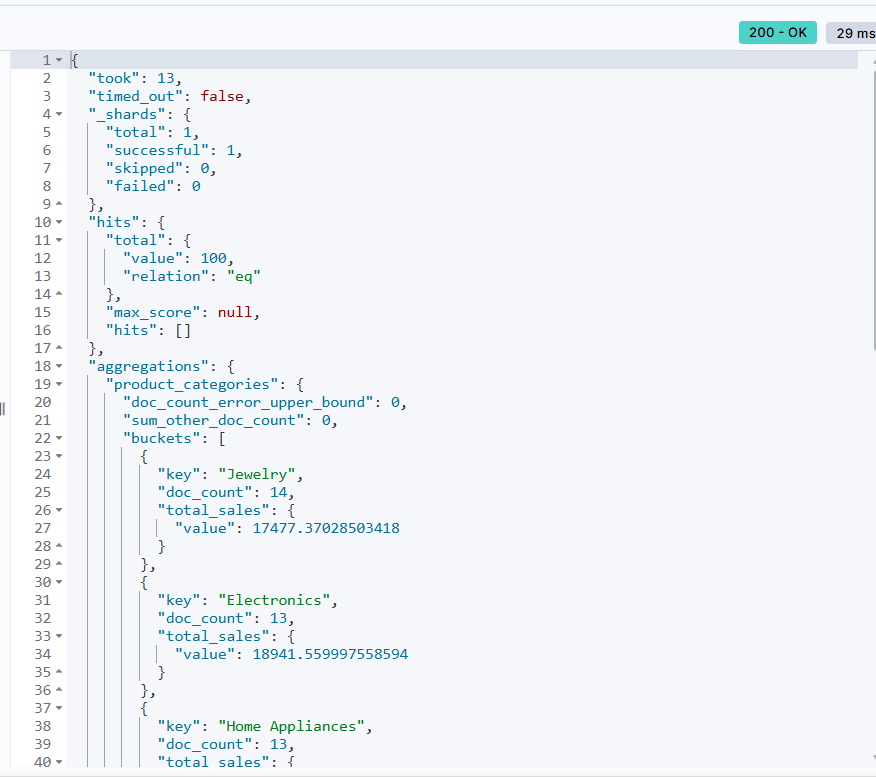 200 - OK 29 ms
1 {
2 "took": 13,
3 "timed_out": false,
4 "_shards": {
5 "total": 1,
6 "successful": 1,
7 "skipped": 0,
8 "failed": 0
9 },
10 "hits": {
11 "total": {
12 "value": 100,
13 "relation": "eq"
14 },
15 "max_score": null,
16 "hits": []
17 },
18 "aggregations": {
19 "product_categories": {
20 "doc_count_error_upper_bound": 0,
21 "sum_other_doc_count": 0,
22 "buckets": [
23 {
24 "key": "Jewelry",
25 "doc_count": 14,
26 "total_sales": {
27 "value": 17477.37028503418
28 }
29 },
30 {
31 "key": "Electronics",
32 "doc_count": 13,
33 "total_sales": {
34 "value": 18941.559997558594
35 }
36 },
37 {
38 "key": "Home Appliances",
39 "doc_count": 13,
40 "total_sales": {